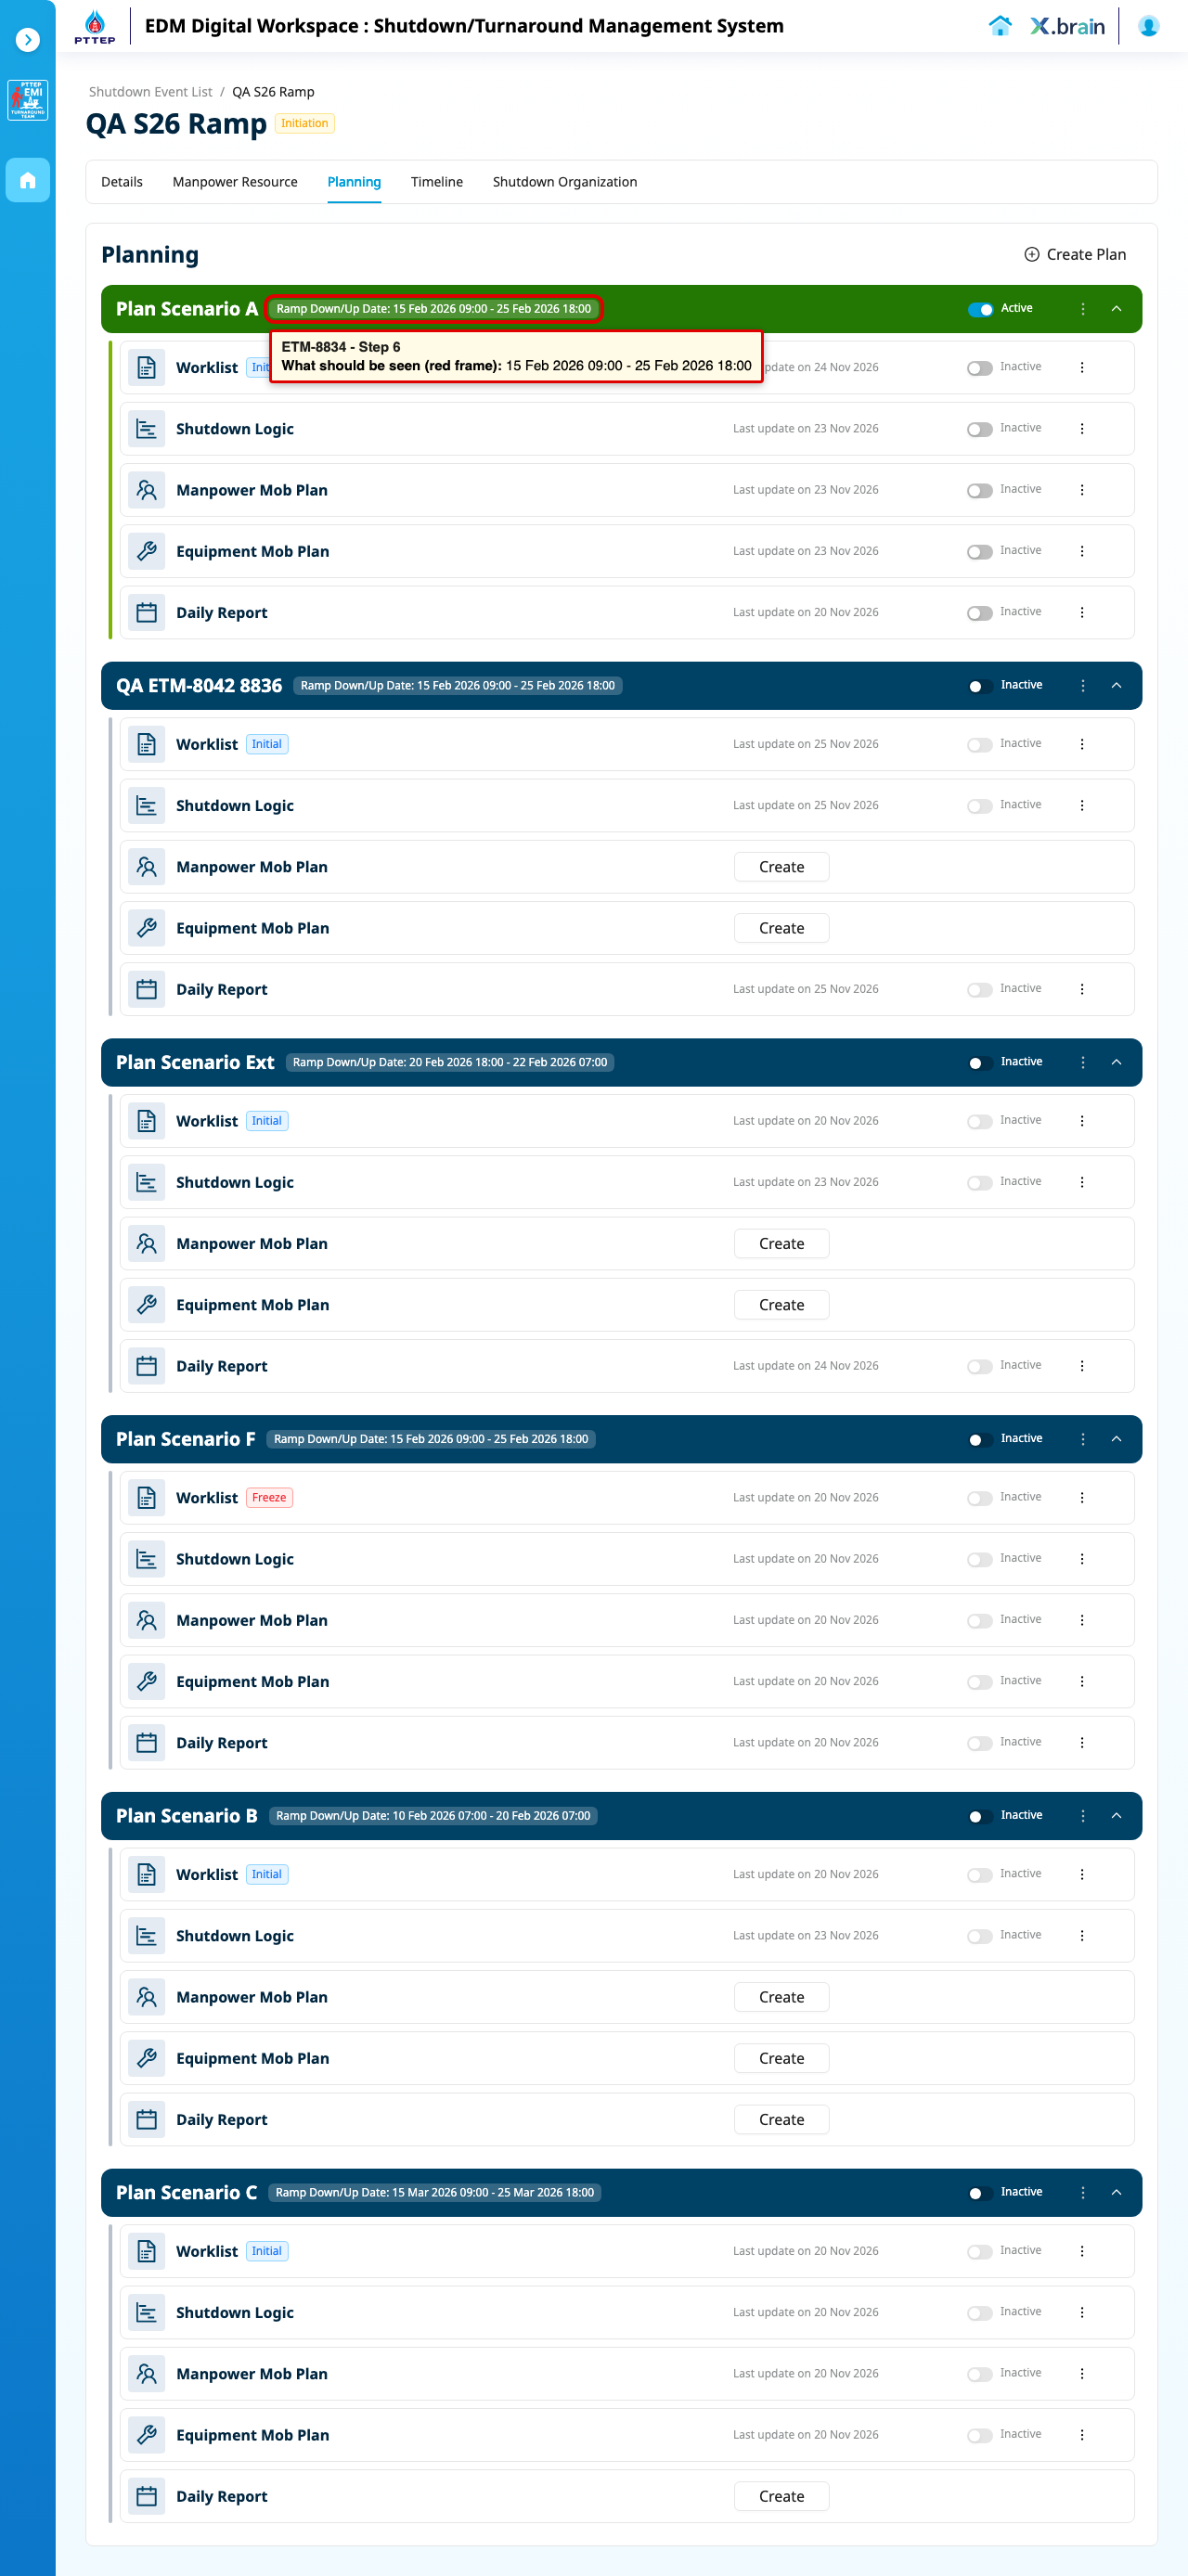 PTTEP
EDM Digital Workspace : Shutdown/Turnaround Management System
X.brain
PTTEP
EMI
TURNAROUND
TEAM
Shutdown Event List / QA S26 Ramp
QA S26 Ramp Initiation
Details Manpower Resource Planning Timeline Shutdown Organization
Planning Create Plan
Plan Scenario A Ramp Down/Up Date: 15 Feb 2026 09:00 - 25 Feb 2026 18:00 Active
ETM-8834 - Step 6
What should be seen (red frame): 15 Feb 2026 09:00 - 25 Feb 2026 18:00
Worklist Init pdate on 24 Nov 2026 Inactive
Shutdown Logic Last update on 23 Nov 2026 Inactive
Manpower Mob Plan Last update on 23 Nov 2026 Inactive
Equipment Mob Plan Last update on 23 Nov 2026 Inactive
Daily Report Last update on 20 Nov 2026 Inactive
QA ETM-8042 8836 Ramp Down/Up Date: 15 Feb 2026 09:00 - 25 Feb 2026 18:00 Inactive
Worklist Initial Last update on 25 Nov 2026 Inactive
Shutdown Logic Last update on 25 Nov 2026 Inactive
Manpower Mob Plan Create
Equipment Mob Plan Create
Daily Report Last update on 25 Nov 2026 Inactive
Plan Scenario Ext Ramp Down/Up Date: 20 Feb 2026 18:00 - 22 Feb 2026 07:00 Inactive
Worklist Initial Last update on 20 Nov 2026 Inactive
Shutdown Logic Last update on 23 Nov 2026 Inactive
Manpower Mob Plan Create
Equipment Mob Plan Create
Daily Report Last update on 24 Nov 2026 Inactive
Plan Scenario F Ramp Down/Up Date: 15 Feb 2026 09:00 - 25 Feb 2026 18:00 Inactive
Worklist Freeze Last update on 20 Nov 2026 Inactive
Shutdown Logic Last update on 20 Nov 2026 Inactive
Manpower Mob Plan Last update on 20 Nov 2026 Inactive
Equipment Mob Plan Last update on 20 Nov 2026 Inactive
Daily Report Last update on 20 Nov 2026 Inactive
Plan Scenario B Ramp Down/Up Date: 10 Feb 2026 07:00 - 20 Feb 2026 07:00 Inactive
Worklist Initial Last update on 20 Nov 2026 Inactive
Shutdown Logic Last update on 23 Nov 2026 Inactive
Manpower Mob Plan Create
Equipment Mob Plan Create
Daily Report Create
Plan Scenario C Ramp Down/Up Date: 15 Mar 2026 09:00 - 25 Mar 2026 18:00 Inactive
Worklist Initial Last update on 20 Nov 2026 Inactive
Shutdown Logic Last update on 20 Nov 2026 Inactive
Manpower Mob Plan Last update on 20 Nov 2026 Inactive
Equipment Mob Plan Last update on 20 Nov 2026 Inactive
Daily Report Create